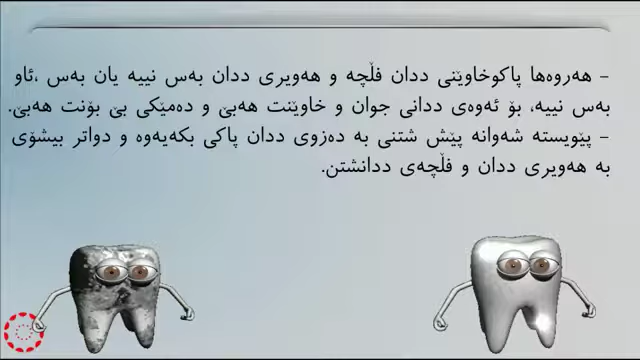 - هەروەها پاکوخاوێنی ددان فڵچە و هەویری ددان بەس نییە یان بەس ،ئاو
بەس نییە، بۆ ئەوەی ددانی جوان و خاوێنت هەبێ و دەمێکی بێ بۆنت هەبێ.
- پێویستە شەوانە پێش شتنی بە دەزوی ددان پاکی بکەیەوە و دواتر بیشۆی
بە هەویری ددان و فڵچەی ددانشتن.